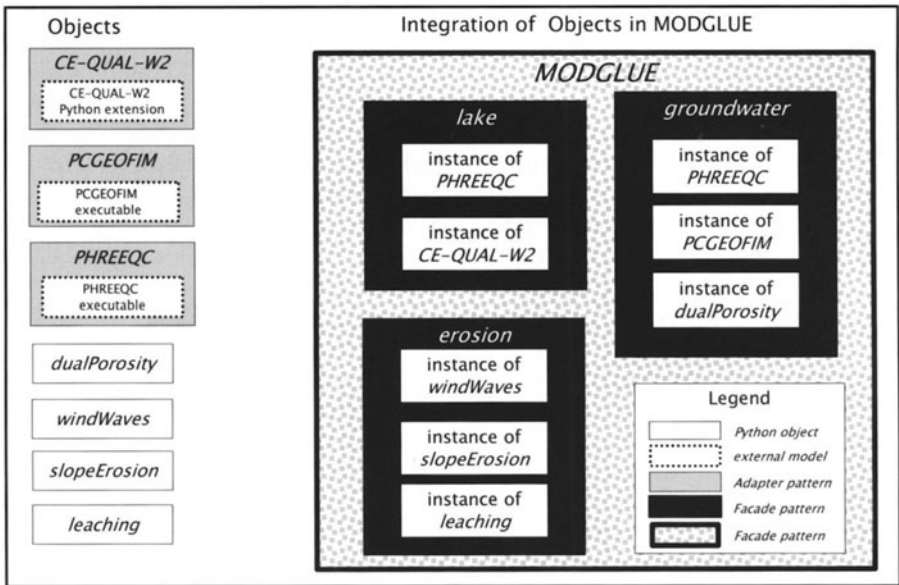 Objects
CE-QUAL-W2
CE-QUAL-W2
Python extension
PCGEOFIM
PCGEOFIM
executable
PHREEQC
PHREEQC
executable
dualPorosity
windWaves
slopeErosion
leaching
Integration of Objects in MODGLUE
MODGLUE
lake
instance of
PHREEQC
instance of
CE-QUAL-W2
groundwater
instance of
PHREEQC
instance of
PCGEOFIM
instance of
dualPorosity
erosion
instance of
windWaves
instance of
slopeErosion
instance of
leaching
Legend
Python object
external model
Adapter pattern
Facade pattern
Facade pattern